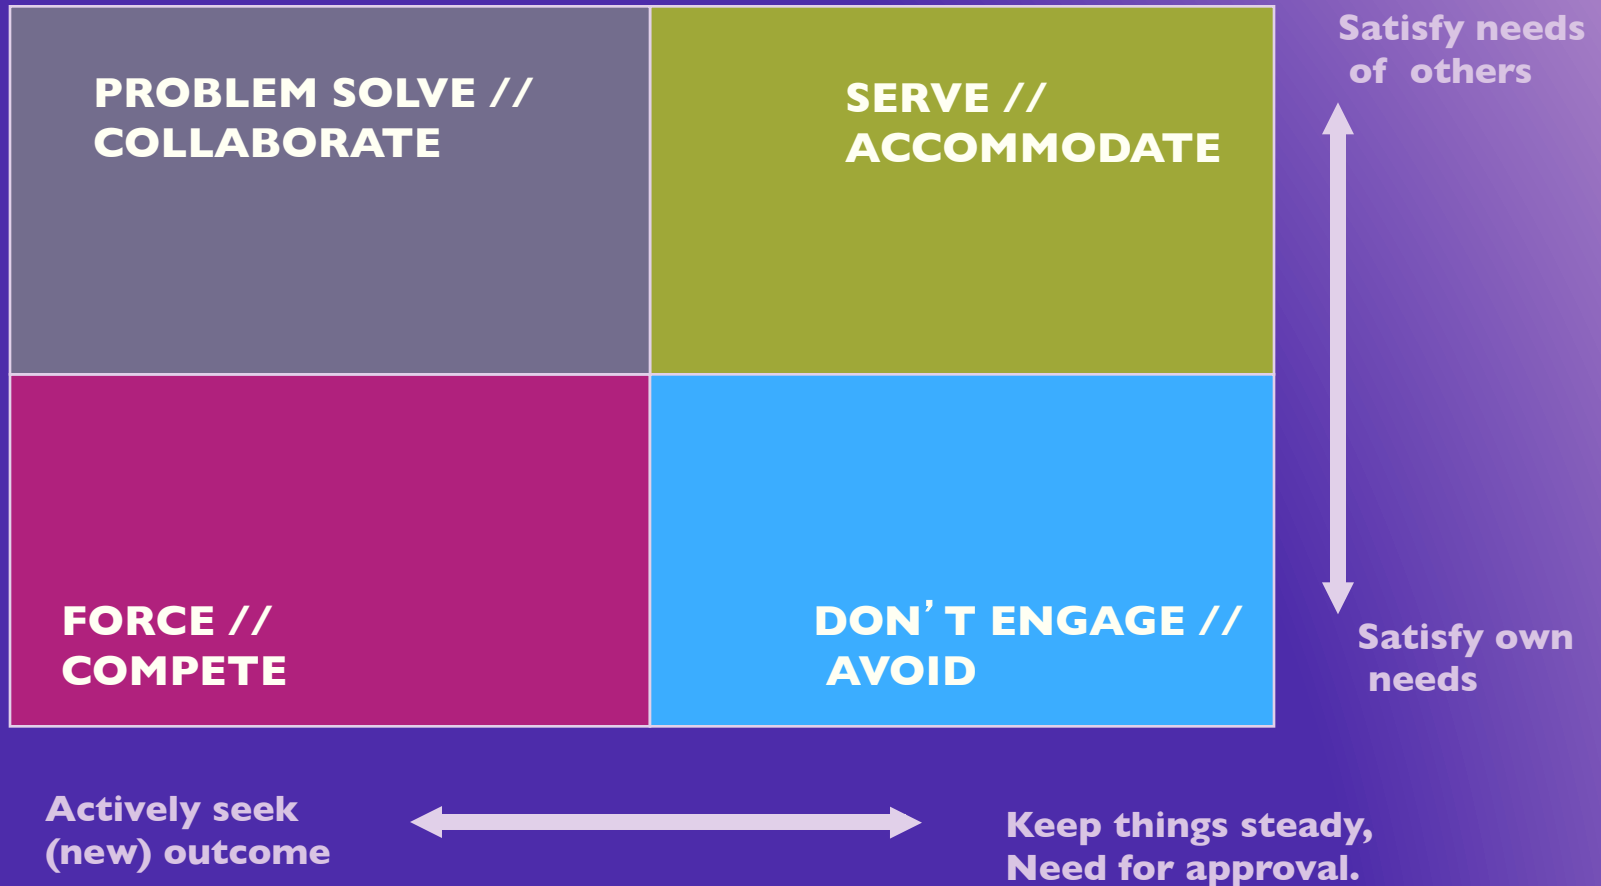 PROBLEM SOLVE //
COLLABORATE
SERVE //
ACCOMMODATE
Satisfy needs
of others
FORCE //
COMPETE
DON’ T ENGAGE //
AVOID
Satisfy own
needs
Actively seek
(new) outcome
Keep things steady,
Need for approval.